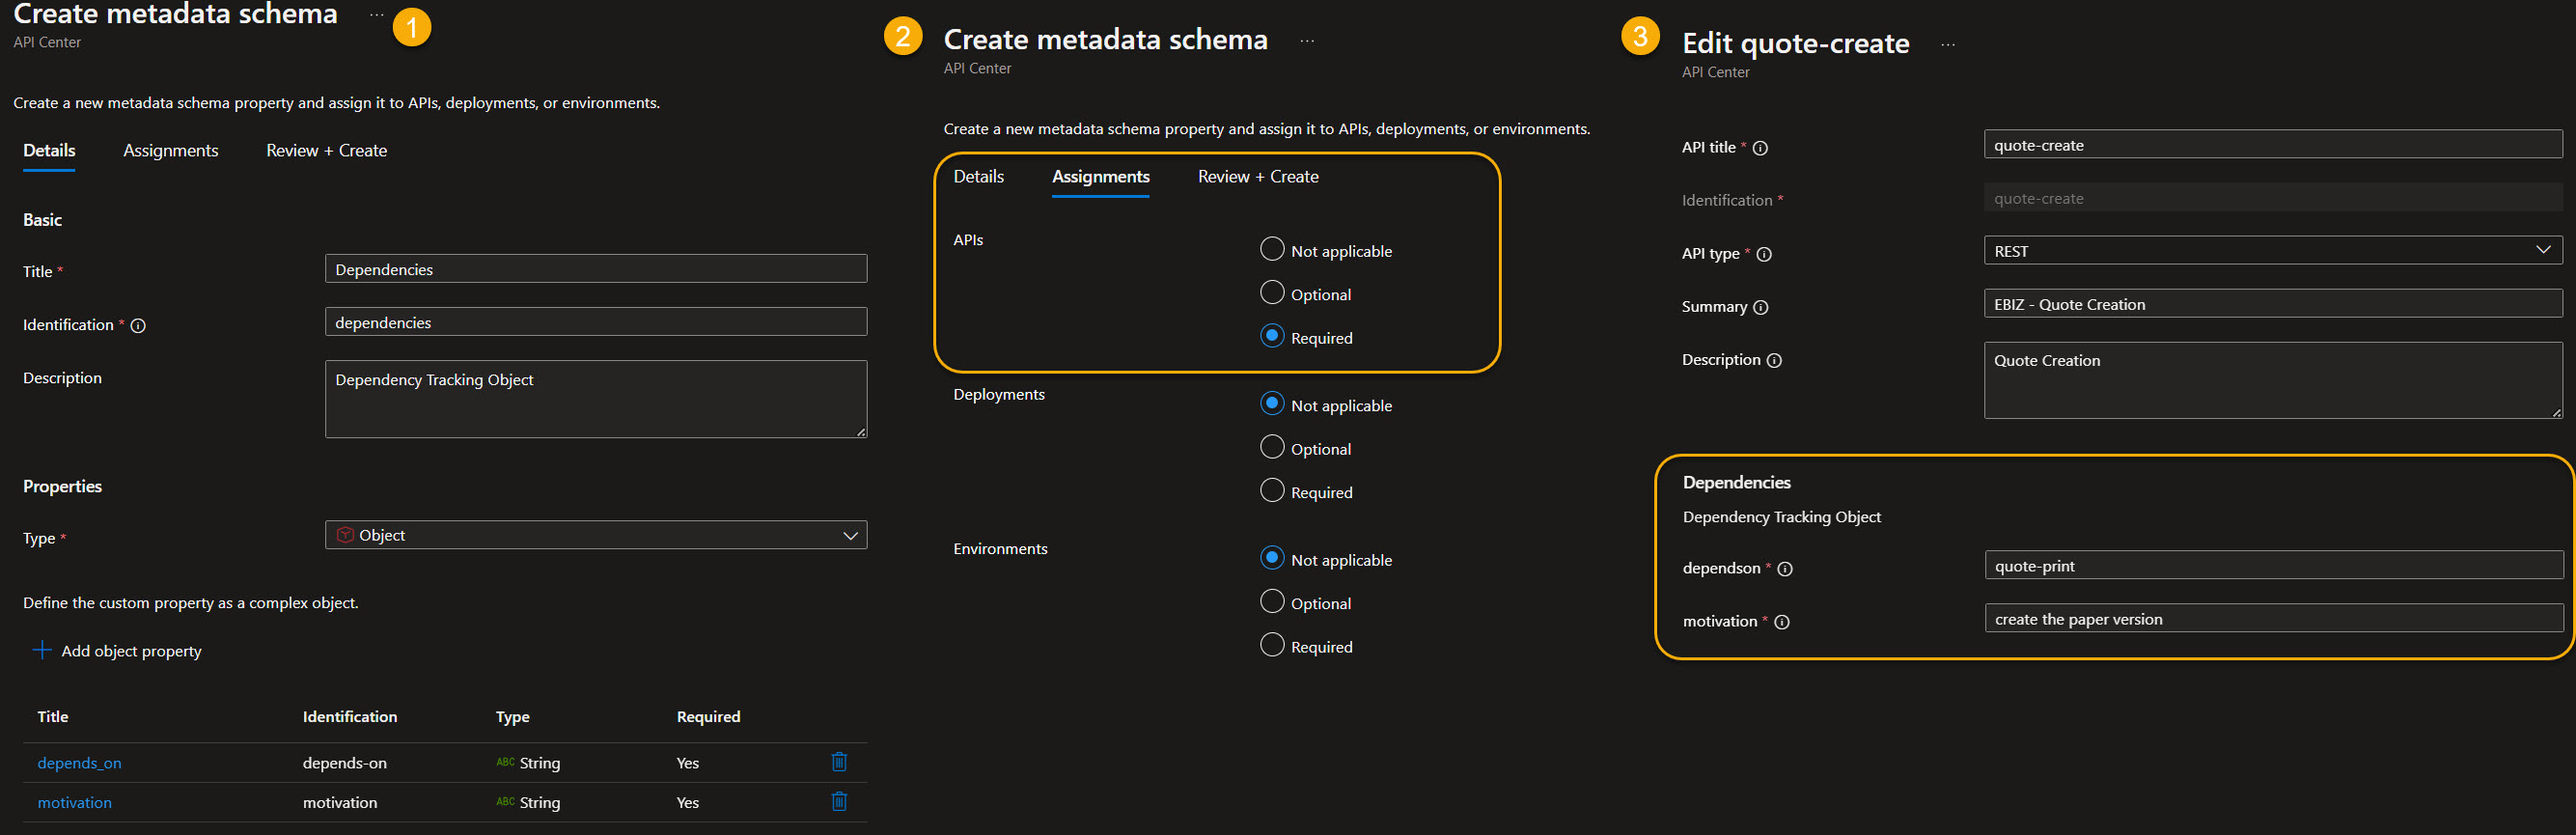 Create metadata schema ... 1
API Center
Create a new metadata schema property and assign it to APIs, deployments, or environments.
Details Assignments Review + Create
Basic
Title *
Dependencies
Identification *
dependencies
Description
Dependency Tracking Object
Properties
Type *
Object
Define the custom property as a complex object.
+ Add object property
Title Identification Type Required
depends_on depends-on ABC String Yes
motivation motivation ABC String Yes
2 Create metadata schema ...
API Center
Create a new metadata schema property and assign it to APIs, deployments, or environments.
Details Assignments Review + Create
APIs
Not applicable
Optional
Required
Deployments
Not applicable
Optional
Required
Environments
Not applicable
Optional
Required
3 Edit quote-create ...
API Center
API title *
quote-create
Identification *
quote-create
API type *
REST
Summary
EBIZ - Quote Creation
Description
Quote Creation
Dependencies
Dependency Tracking Object
dependson *
quote-print
motivation *
create the paper version